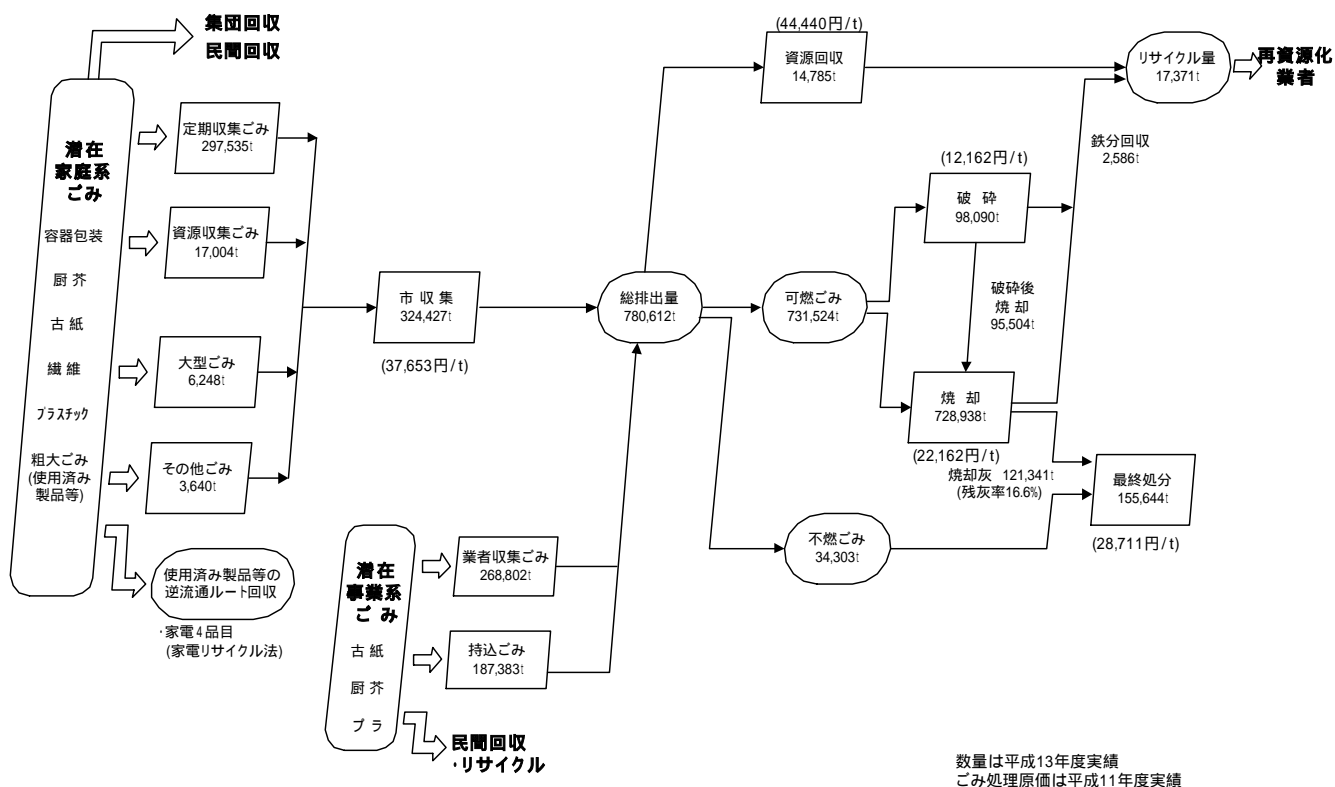 集団回収
民間回収
潜在
家庭系
ごみ
容器包装
厨芥
古紙
繊維
プラスチック
粗大ごみ
(使用済み
製品等)
定期収集ごみ
297,535t
資源収集ごみ
17,004t
大型ごみ
6,248t
その他ごみ
3,640t
使用済み製品等の
逆流通ルート回収
・家電4品目
(家電リサイクル法)
市収集
324,427t
(37,653円/t)
潜在
事業系
ごみ
古紙
厨芥
プラ
業者収集ごみ
268,802t
持込ごみ
187,383t
民間回収
・リサイクル
総排出量
780,612t
(44,440円/t)
資源回収
14,785t
可燃ごみ
731,524t
不燃ごみ
34,303t
(12,162円/t)
破砕
98,090t
破砕後
焼却
95,504t
焼却
728,938t
(22,162円/t)
焼却灰 121,341t
(残灰率16.6%)
鉄分回収
2,586t
リサイクル量
17,371t
再資源化
業者
最終処分
155,644t
(28,711円/t)
数量は平成13年度実績
ごみ処理原価は平成11年度実績